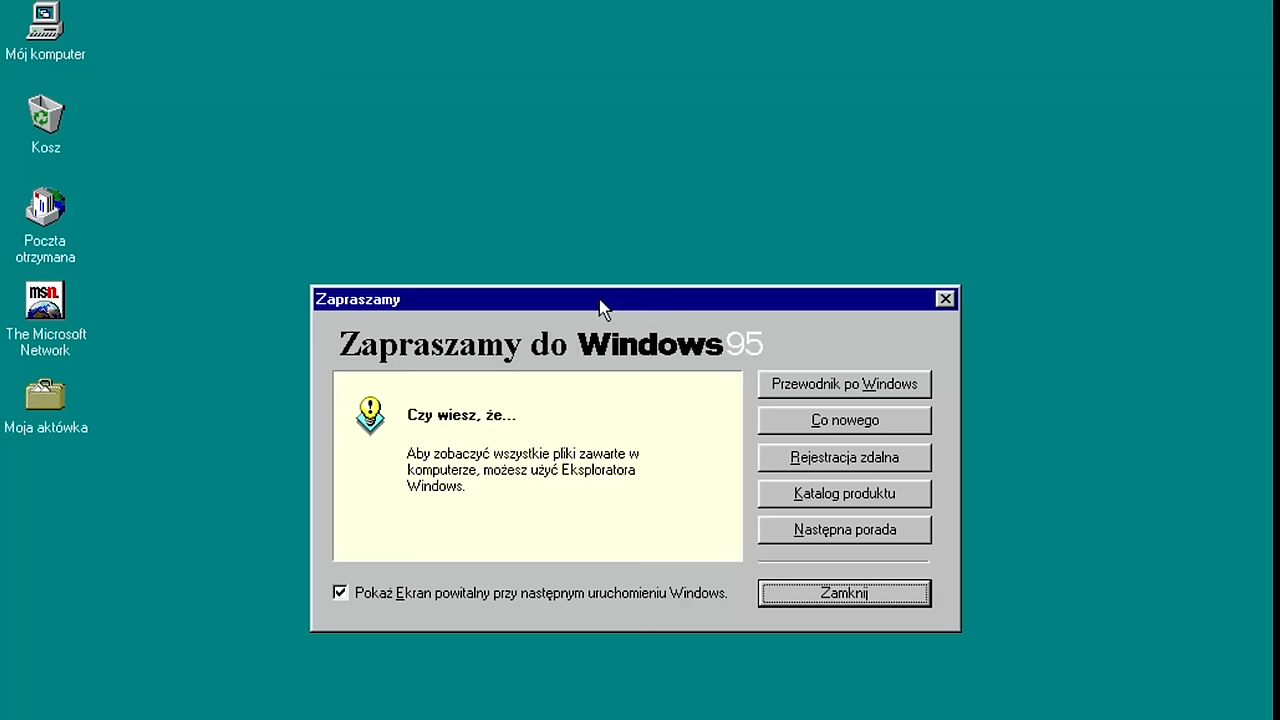 Mój komputer
Kosz
Poczta
otrzymana
msn.
The Microsoft
Network
Moja aktówka
Zapraszamy
Zapraszamy do Windows 95
Czy wiesz, że...
Aby zobaczyć wszystkie pliki zawarte w
komputerze, możesz użyć Eksploratora
Windows.
Przewodnik po Windows
Co nowego
Rejestracja zdalna
Katalog produktu
Następna porada
Pokaż Ekran powitalny przy następnym uruchomieniu Windows.
Zamknij